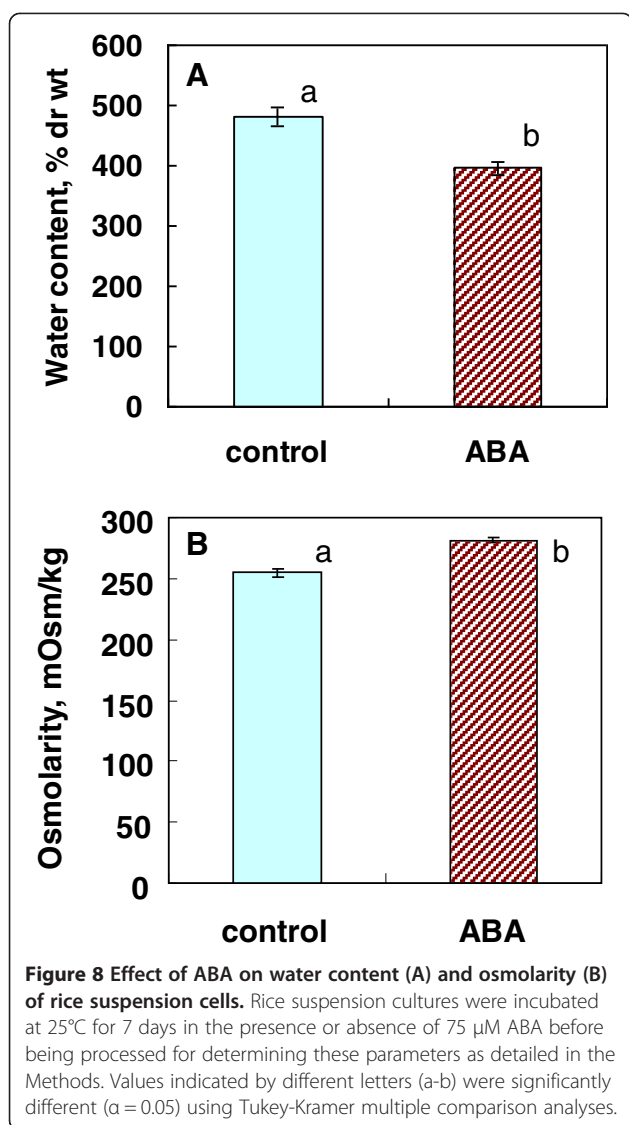 600
A
a
500
b
400
300
200
100
0
Water content, % dr wt
control ABA
300
B
a
b
250
200
150
100
50
0
Osmolarity, mOsm/kg
control ABA
Figure 8 Effect of ABA on water content (A) and osmolarity (B)
of rice suspension cells. Rice suspension cultures were incubated
at 25°C for 7 days in the presence or absence of 75 μM ABA before
being processed for determining these parameters as detailed in the
Methods. Values indicated by different letters (a-b) were significantly
different (α = 0.05) using Tukey-Kramer multiple comparison analyses.